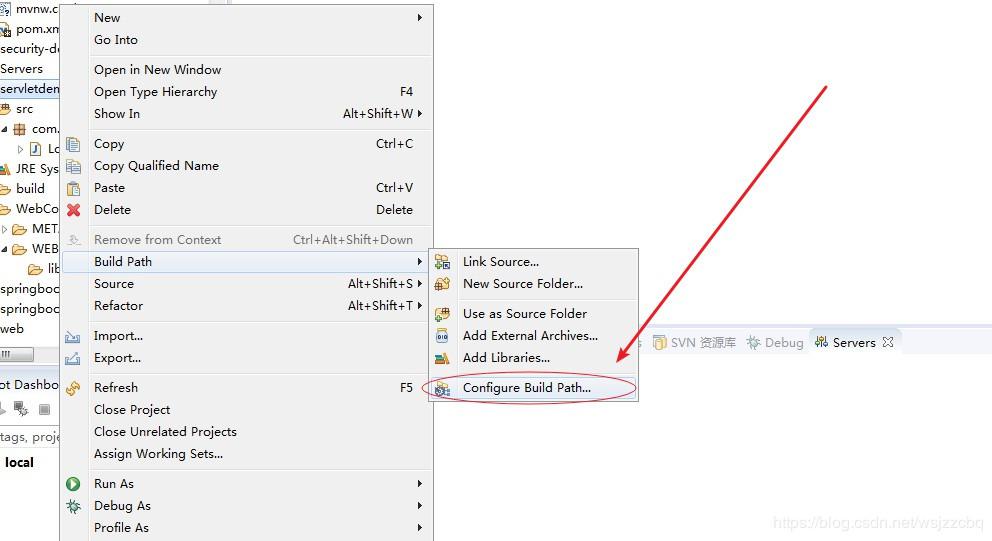 mvnw.c
pom.xm
security-de
Servers
servletdem
src
com.
Lo
JRE Sys
build
WebCo
META
WEB
lib
springboo
springboo
web
ot Dashbo
tags, proje
local
New
Go Into
Open in New Window
Open Type Hierarchy F4
Show In Alt+Shift+W
Copy Ctrl+C
Copy Qualified Name
Paste Ctrl+V
Delete Delete
Remove from Context Ctrl+Alt+Shift+Down
Build Path
Source Alt+Shift+S
Refactor Alt+Shift+T
Import...
Export...
Refresh F5
Close Project
Close Unrelated Projects
Assign Working Sets...
Run As
Debug As
Profile As
Link Source...
New Source Folder...
Use as Source Folder
Add External Archives...
Add Libraries...
Configure Build Path...
SVN 资源库 Debug Servers
https://blog.csdn.net/wsjzzcbq